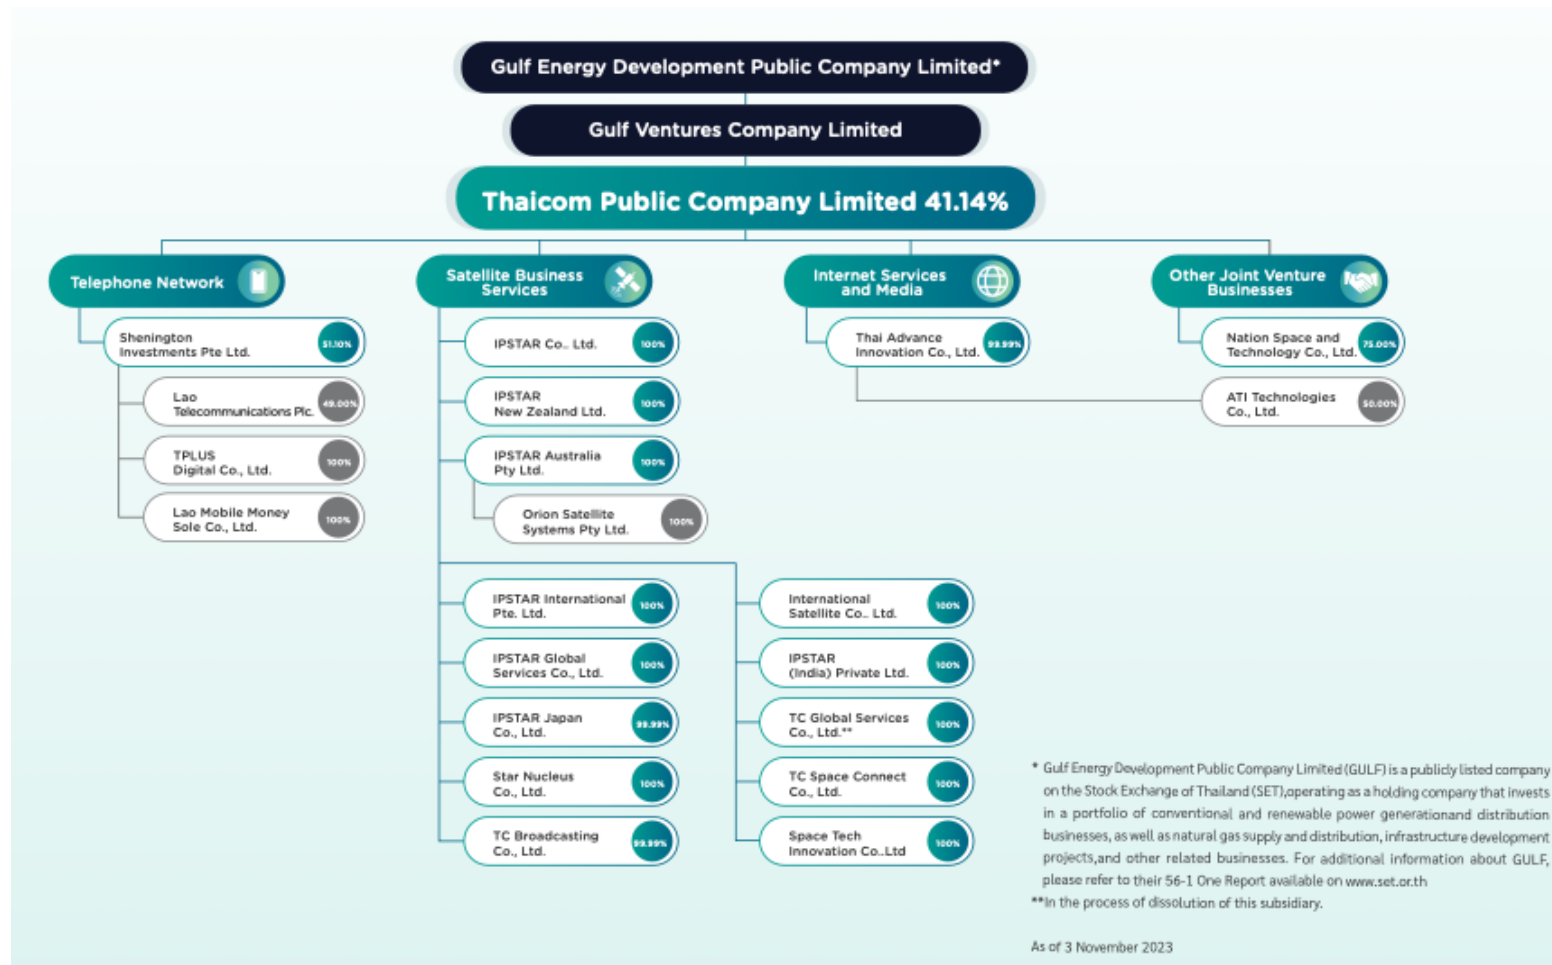 Gulf Energy Development Public Company Limited*
Gulf Ventures Company Limited
Thaicom Public Company Limited 41.14%
Telephone Network
Shenington
Investments Pte Ltd.
51.10%
Lao
Telecommunications Plc.
49.00%
TPLUS
Digital Co., Ltd.
100%
Lao Mobile Money
Sole Co., Ltd.
100%
Satellite Business
Services
IPSTAR Co.. Ltd.
100%
IPSTAR
New Zealand Ltd.
100%
IPSTAR Australia
Pty Ltd.
100%
Orion Satellite
Systems Pty Ltd.
100%
IPSTAR International
Pte. Ltd.
100%
IPSTAR Global
Services Co., Ltd.
100%
IPSTAR Japan
Co., Ltd.
99.99%
Star Nucleus
Co., Ltd.
100%
TC Broadcasting
Co., Ltd.
99.99%
International
Satellite Co.. Ltd.
100%
IPSTAR
(India) Private Ltd.
100%
TC Global Services
Co., Ltd.**
100%
TC Space Connect
Co., Ltd.
100%
Space Tech
Innovation Co..Ltd
100%
Internet Services
and Media
Thai Advance
Innovation Co., Ltd.
99.99%
Other Joint Venture
Businesses
Nation Space and
Technology Co., Ltd.
75.00%
ATI Technologies
Co., Ltd.
50.00%
* Gulf Energy Development Public Company Limited (GULF) is a publicly listed company
on the Stock Exchange of Thailand (SET),operating as a holding company that invests
in a portfolio of conventional and renewable power generationand distribution
businesses, as well as natural gas supply and distribution, infrastructure development
projects,and other related businesses. For additional information about GULF,
please refer to their 56-1 One Report available on www.set.or.th
**In the process of dissolution of this subsidiary.
As of 3 November 2023